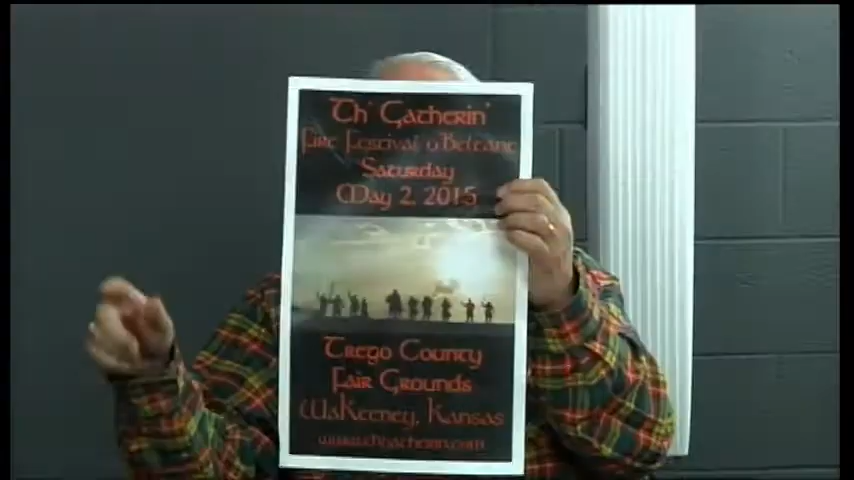 Th' Gatherin'
Fire Festival o'Beltane
Saturday
May 2, 2015
Trego County
Fair Grounds
WaKeeney, Kansas
www.thgatherin.com